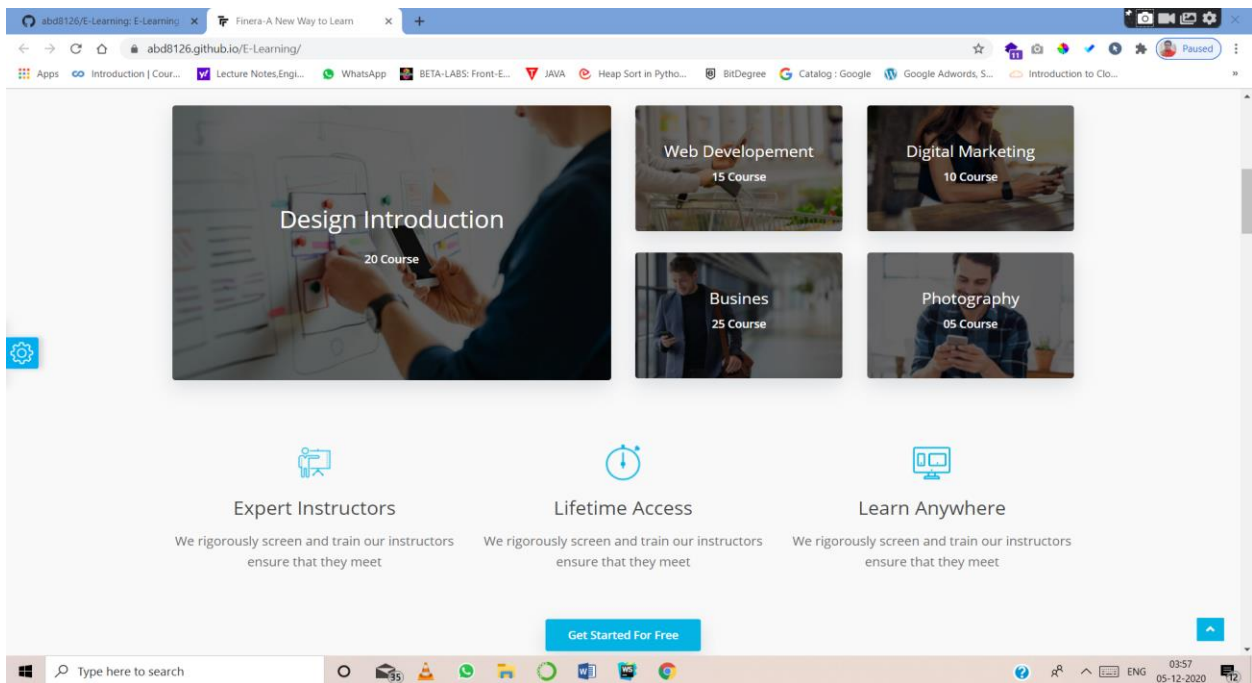 abd8126/E-Learning: E-Learning
Finera-A New Way to Learn
abd8126.github.io/E-Learning/
11
Paused
Apps
Introduction | Cour...
Lecture Notes,Engi...
WhatsApp
BETA-LABS: Front-E...
JAVA
Heap Sort in Pytho...
BitDegree
Catalog : Google
Google Adwords, S...
Introduction to Clo...
Design Introduction
20 Course
Web Developement
15 Course
Digital Marketing
10 Course
Busines
25 Course
Photography
05 Course
Expert Instructors
We rigorously screen and train our instructors
ensure that they meet
Lifetime Access
We rigorously screen and train our instructors
ensure that they meet
Learn Anywhere
We rigorously screen and train our instructors
ensure that they meet
Get Started For Free
Type here to search
35
ENG
03:57
05-12-2020
12